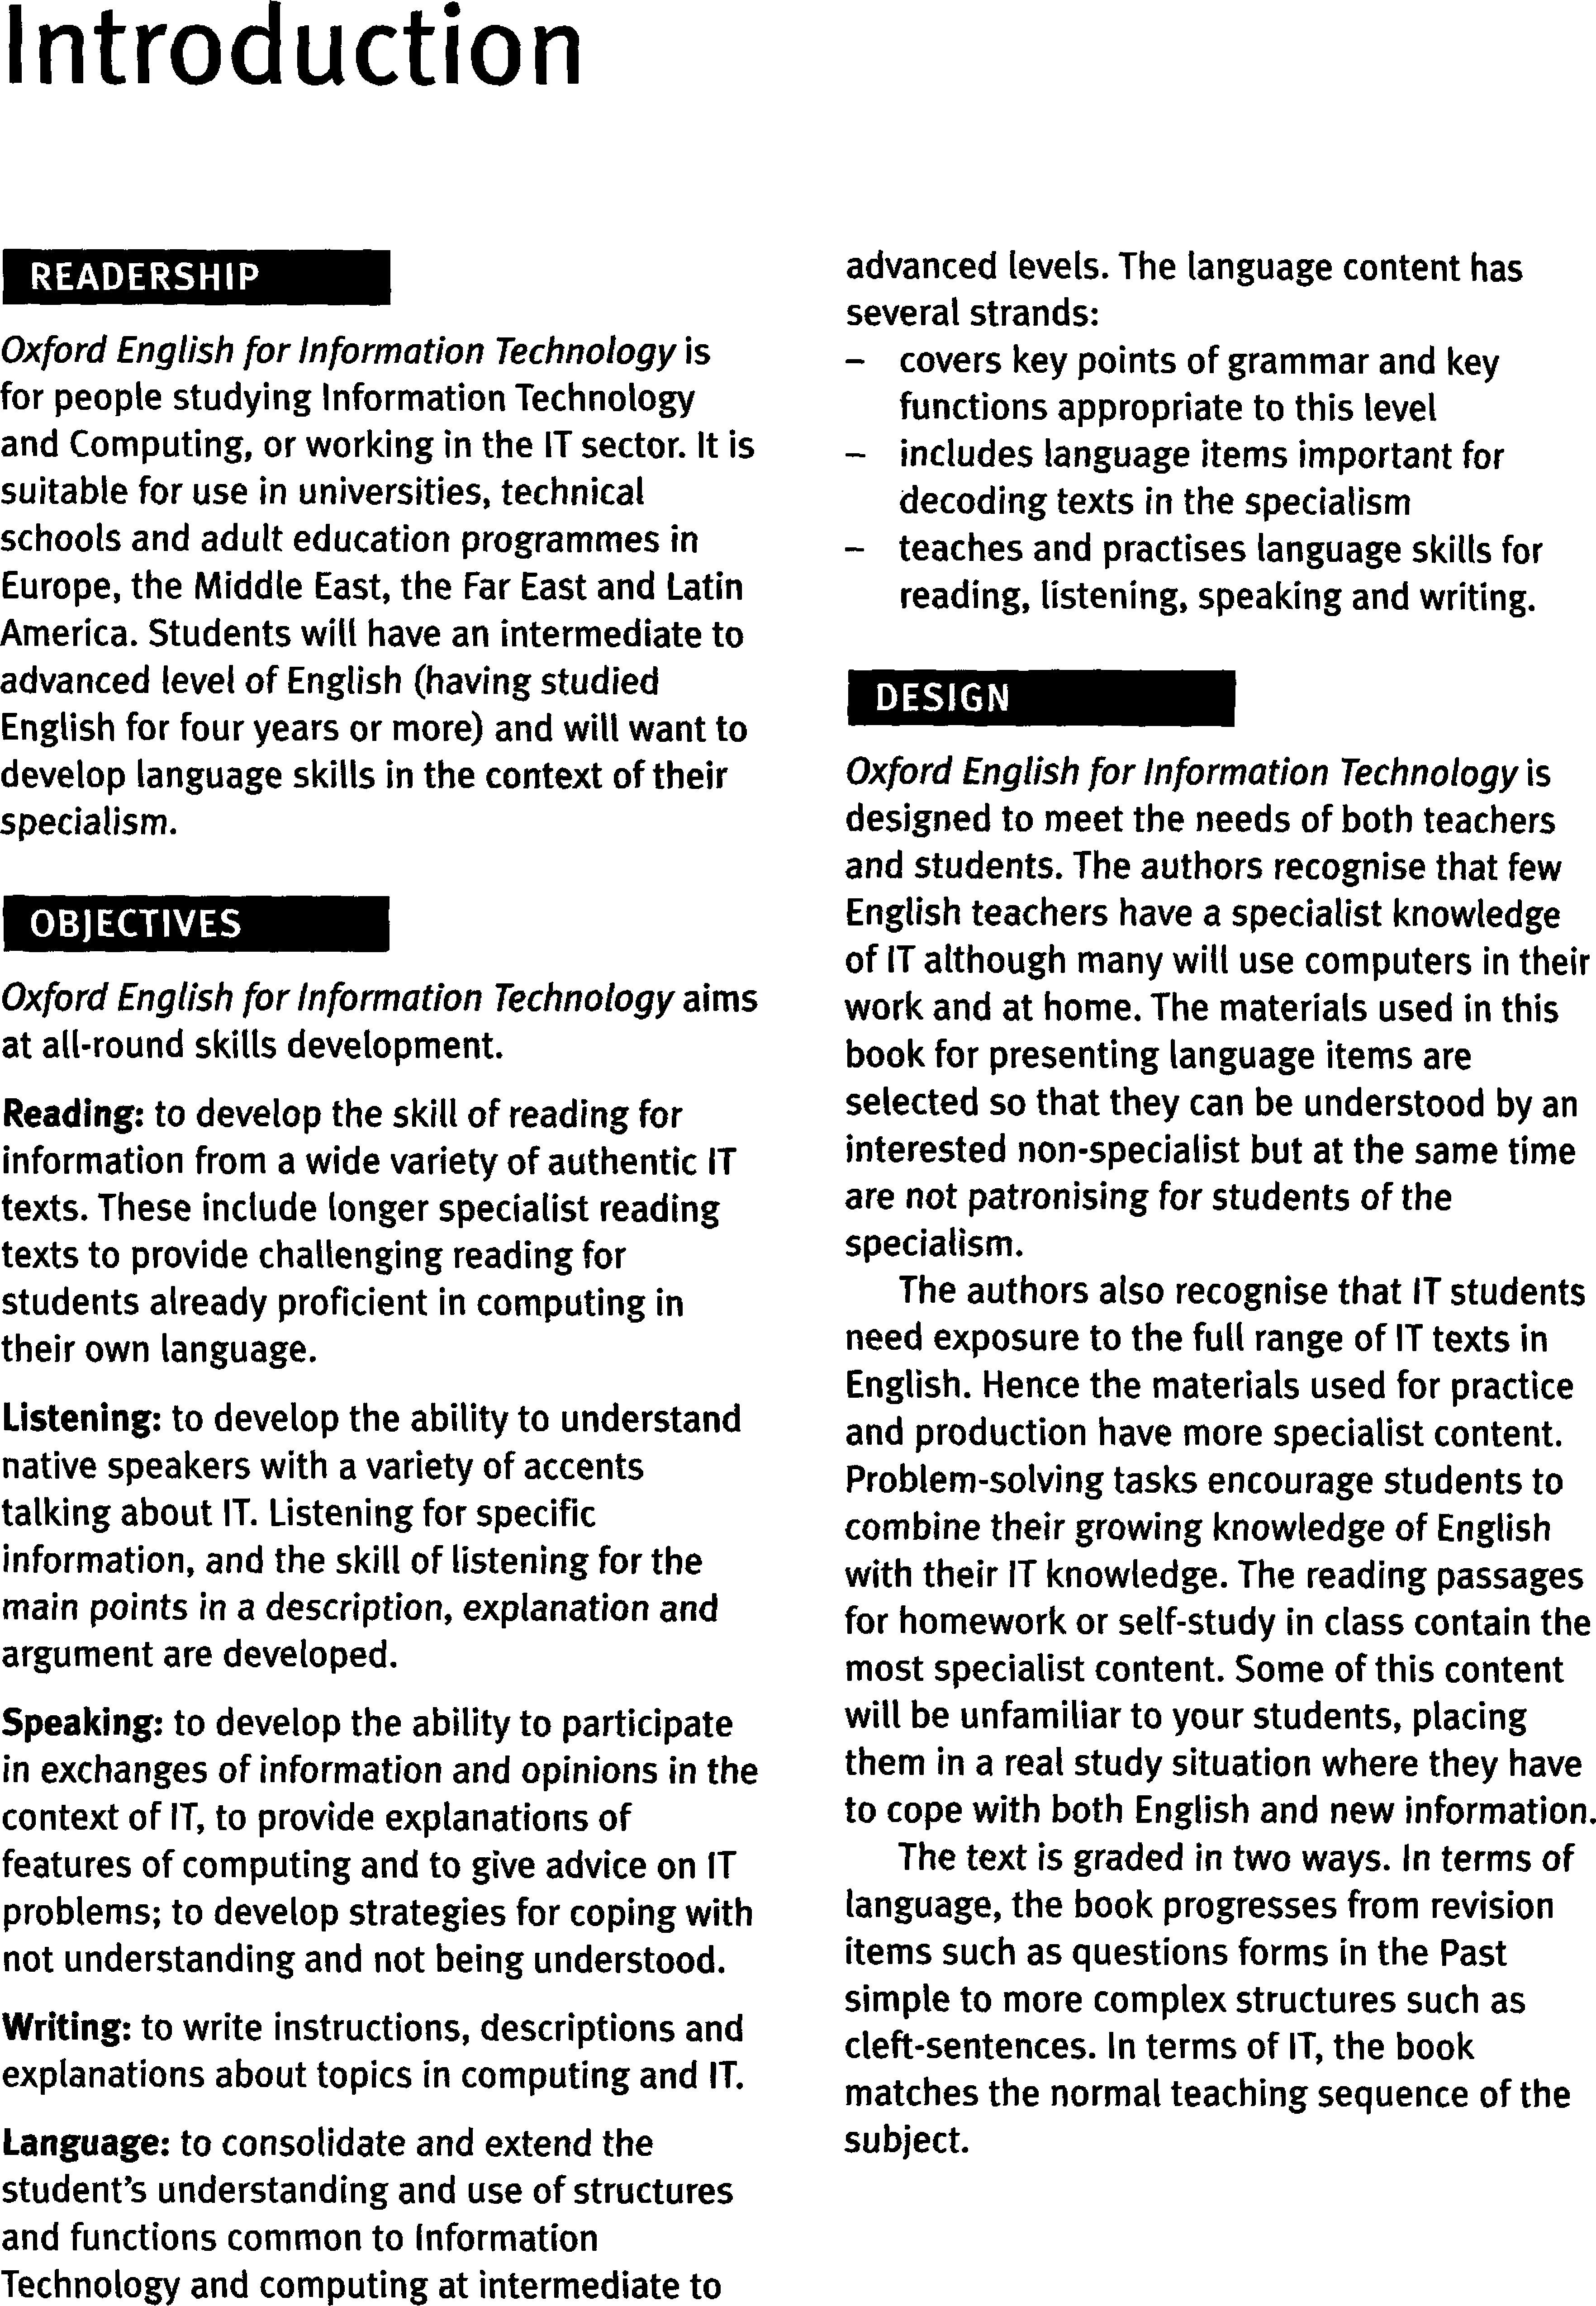 Introduction
READERSHIP
Oxford English for Information Technology is
for people studying Information Technology
and Computing, or working in the IT sector. It is
suitable for use in universities, technical
schools and adult education programmes in
Europe, the Middle East, the Far East and Latin
America. Students will have an intermediate to
advanced level of English (having studied
English for four years or more) and will want to
develop language skills in the context of their
specialism.
OBJECTIVES
Oxford English for Information Technology aims
at all-round skills development.
Reading: to develop the skill of reading for
information from a wide variety of authentic IT
texts. These include longer specialist reading
texts to provide challenging reading for
students already proficient in computing in
their own language.
Listening: to develop the ability to understand
native speakers with a variety of accents
talking about IT. Listening for specific
information, and the skill of listening for the
main points in a description, explanation and
argument are developed.
Speaking: to develop the ability to participate
in exchanges of information and opinions in the
context of IT, to provide explanations of
features of computing and to give advice on IT
problems; to develop strategies for coping with
not understanding and not being understood.
Writing: to write instructions, descriptions and
explanations about topics in computing and IT.
Language: to consolidate and extend the
student's understanding and use of structures
and functions common to Information
Technology and computing at intermediate to
advanced levels. The language content has
several strands:
– covers key points of grammar and key
functions appropriate to this level
– includes language items important for
decoding texts in the specialism
– teaches and practises language skills for
reading, listening, speaking and writing.
DESIGN
Oxford English for Information Technology is
designed to meet the needs of both teachers
and students. The authors recognise that few
English teachers have a specialist knowledge
of IT although many will use computers in their
work and at home. The materials used in this
book for presenting language items are
selected so that they can be understood by an
interested non-specialist but at the same time
are not patronising for students of the
specialism.
The authors also recognise that IT students
need exposure to the full range of IT texts in
English. Hence the materials used for practice
and production have more specialist content.
Problem-solving tasks encourage students to
combine their growing knowledge of English
with their IT knowledge. The reading passages
for homework or self-study in class contain the
most specialist content. Some of this content
will be unfamiliar to your students, placing
them in a real study situation where they have
to cope with both English and new information.
The text is graded in two ways. In terms of
language, the book progresses from revision
items such as questions forms in the Past
simple to more complex structures such as
cleft-sentences. In terms of IT, the book
matches the normal teaching sequence of the
subject.